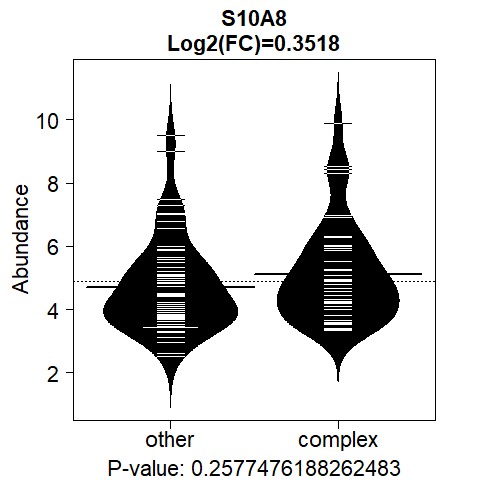 S10A8
Log2(FC)=0.3518
Abundance
10
8
6
4
2
other complex
P-value: 0.2577476188262483